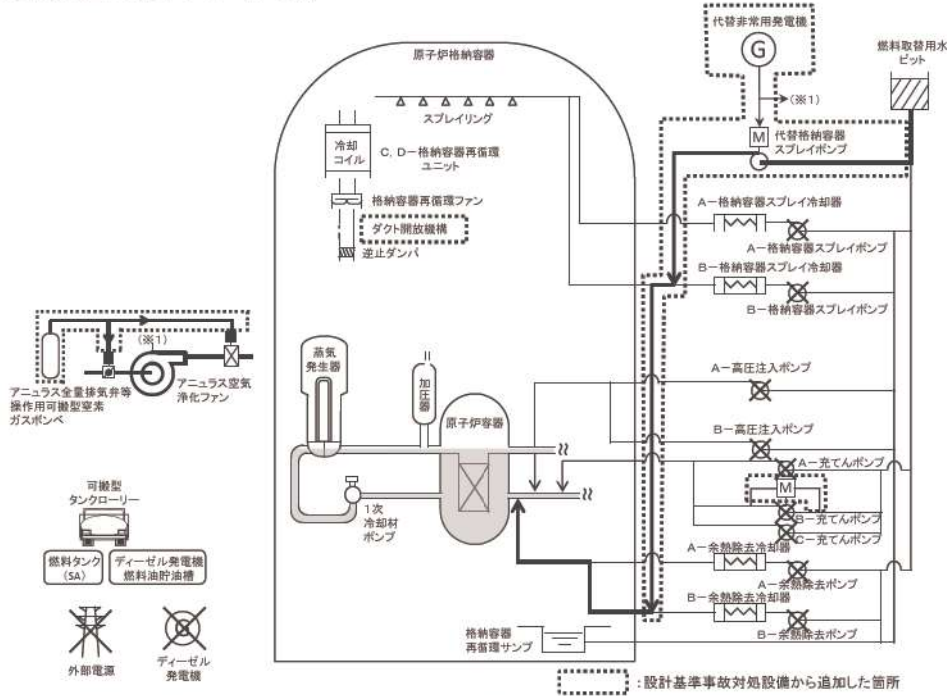 代替非常用発電機
G
燃料取替用水
ピット
(※1)
M
代替格納容器
スプレイポンプ
原子炉格納容器
スプレイリング
冷却
コイル
C, D−格納容器再循環
ユニット
格納容器再循環ファン
ダクト開放機構
逆止ダンパ
A−格納容器スプレイ冷却器
A−格納容器スプレイポンプ
B−格納容器スプレイ冷却器
B−格納容器スプレイポンプ
(※1)
アニュラス全量排気弁等
操作用可搬型窒素
ガスボンベ
アニュラス空気
浄化ファン
蒸気
発生器
加圧器
原子炉容器
1次
冷却材
ポンプ
A−高圧注入ポンプ
B−高圧注入ポンプ
A−充てんポンプ
M
B−充てんポンプ
C−充てんポンプ
A−余熱除去冷却器
A−余熱除去ポンプ
B−余熱除去冷却器
B−余熱除去ポンプ
格納容器
再循環サンプ
可搬型
タンクローリー
燃料タンク
(SA)
ディーゼル発電機
燃料油貯油槽
外部電源
ディーゼル
発電機
:設計基準事故対処設備から追加した箇所